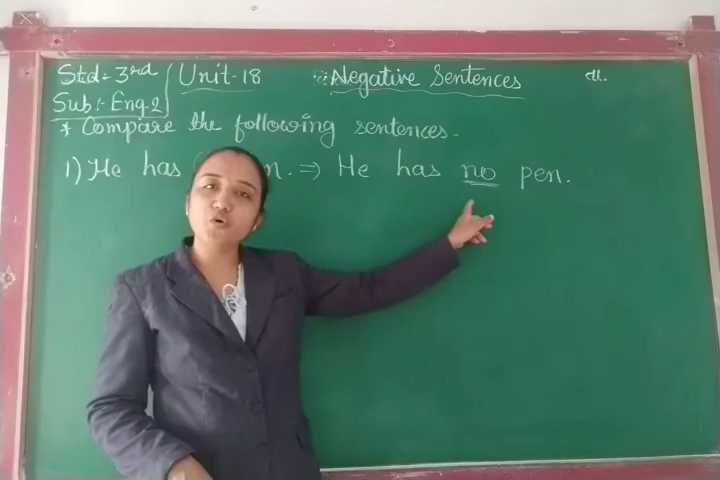 Std - 3rd Unit-18 Negative Sentences dt.
Sub:- Eng.2
* Compare the following sentences.
1) He has n. ⇒ He has no pen.